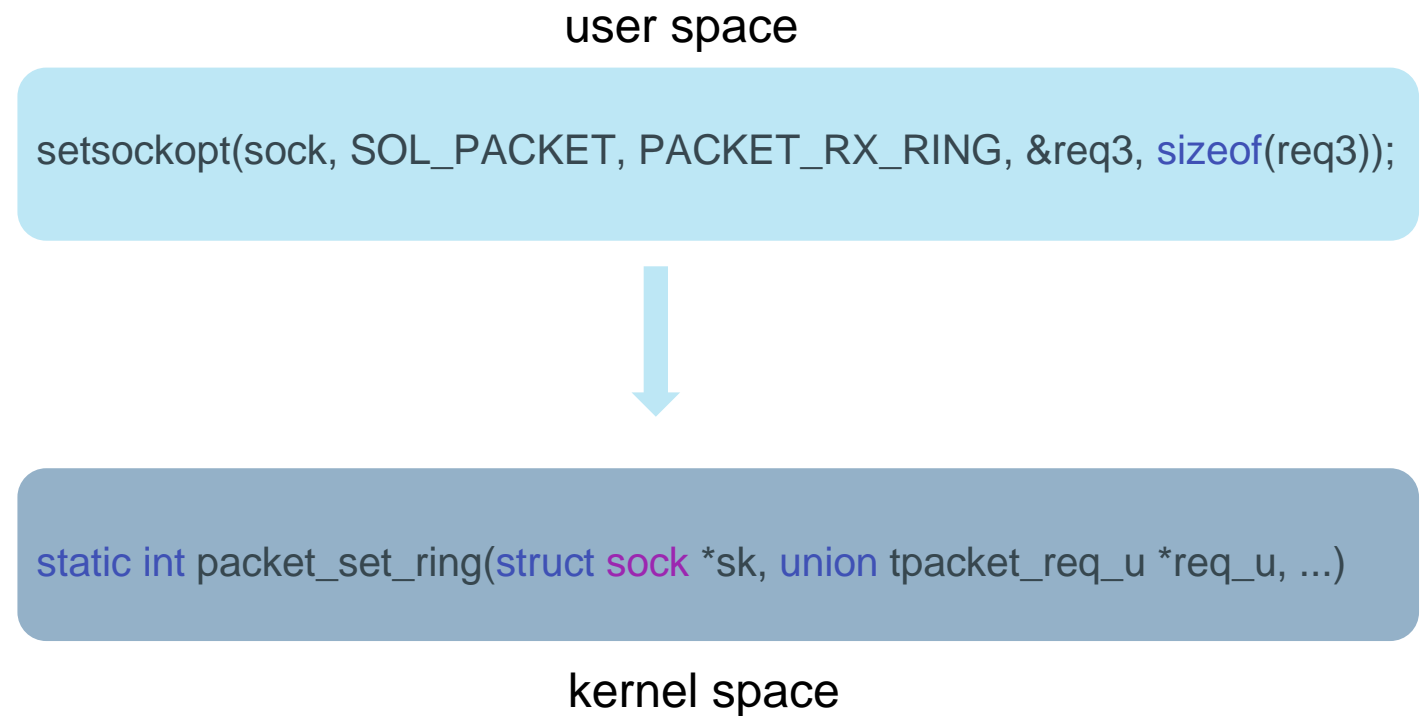 user space
setsockopt(sock, SOL_PACKET, PACKET_RX_RING, &req3, sizeof(req3));
static int packet_set_ring(struct sock *sk, union tpacket_req_u *req_u, ...)
kernel space